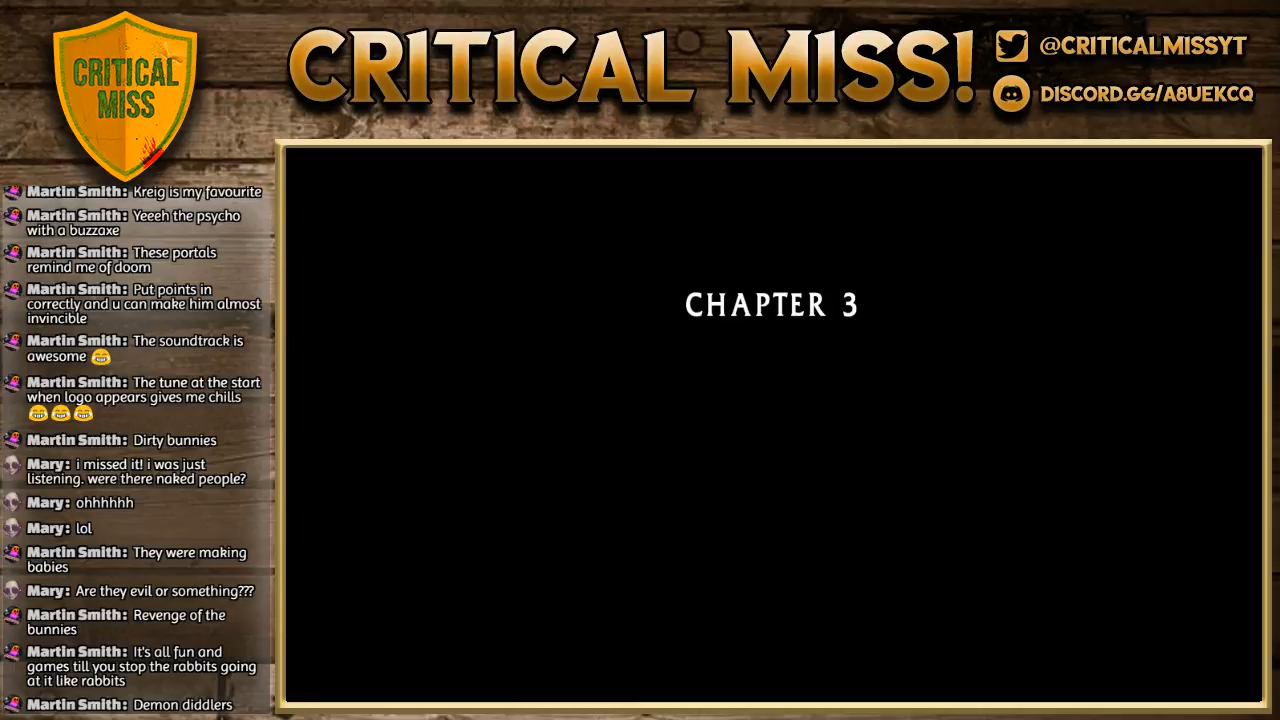 CRITICAL
MISS
CRITICAL MISS!
@CRITICALMISSYT
DISCORD.GG/A8UEKCQ
Martin Smith: Kreig is my favourite
Martin Smith: Yeeeh the psycho
with a buzzaxe
Martin Smith: These portals
remind me of doom
Martin Smith: Put points in
correctly and u can make him almost
invincible
Martin Smith: The soundtrack is
awesome 😂
Martin Smith: The tune at the start
when logo appears gives me chills
😂😂😂
Martin Smith: Dirty bunnies
Mary: i missed it! i was just
listening. were there naked people?
Mary: ohhhhhh
Mary: lol
Martin Smith: They were making
babies
Mary: Are they evil or something???
Martin Smith: Revenge of the
bunnies
Martin Smith: It's all fun and
games till you stop the rabbits going
at it like rabbits
Martin Smith: Demon diddlers
CHAPTER 3